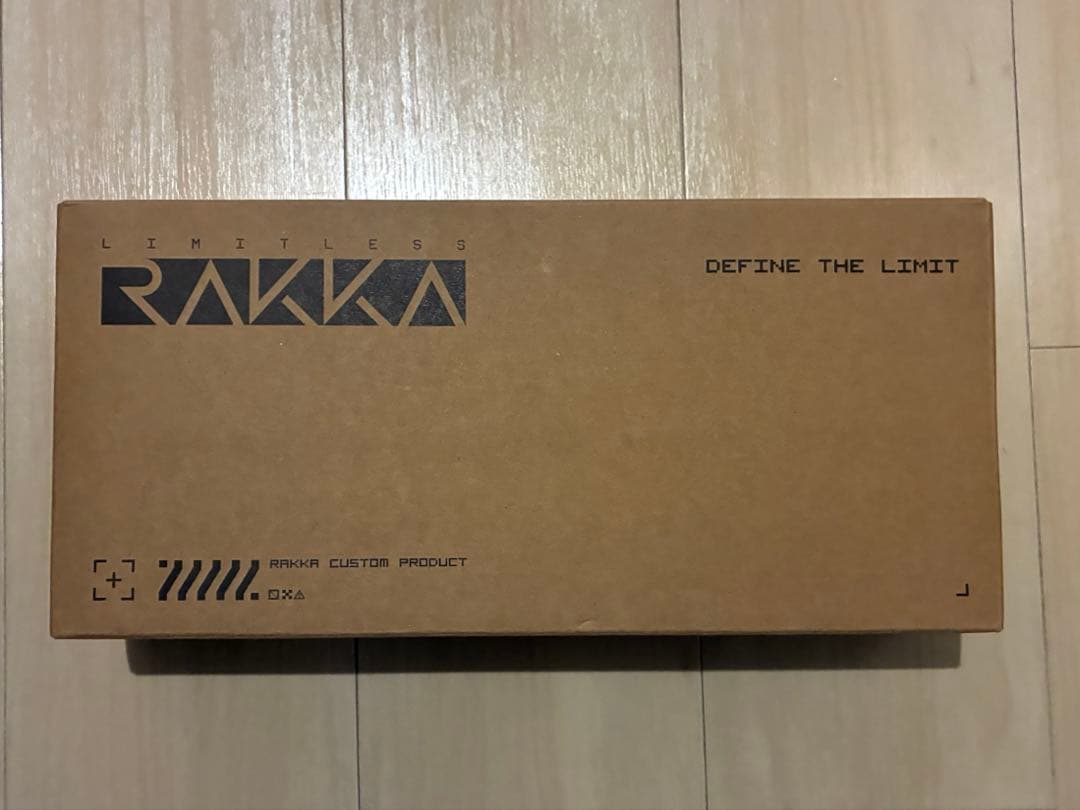 LIMITLESS
RAKKA
DEFINE THE LIMIT
RAKKA CUSTOM PRODUCT